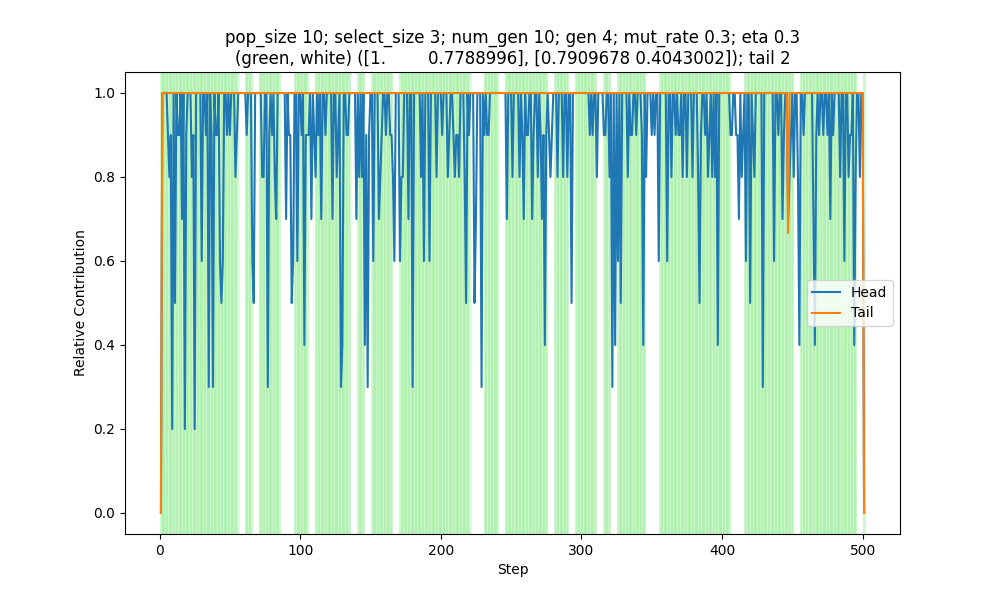 pop_size 10; select_size 3; num_gen 10; gen 4; mut_rate 0.3; eta 0.3
(green, white) ([1.        0.7788996], [0.7909678 0.4043002]); tail 2
1.0
0.8
0.6
0.4
0.2
0.0
Relative Contribution
Head
Tail
0 100 200 300 400 500
Step